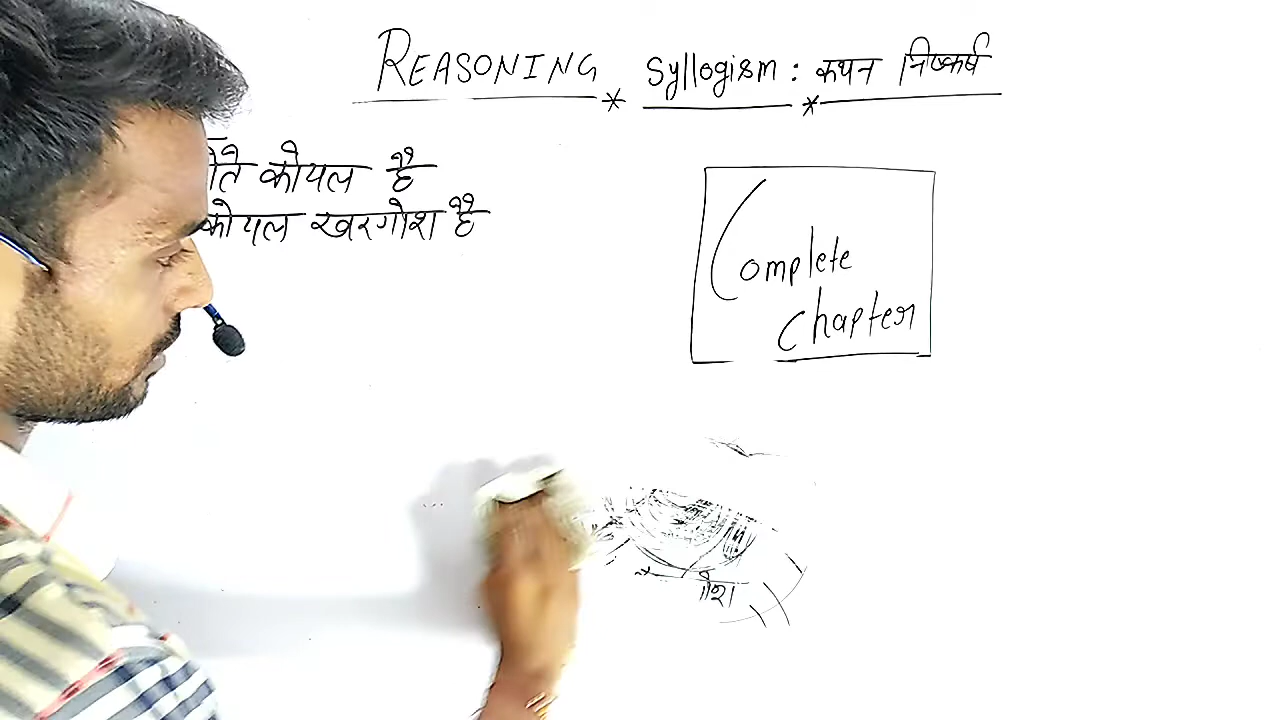 REASONING * Syllogism : * कथन निष्कर्ष
कोयल हैं
कोयल खरगोश हैं
Complete
Chapter